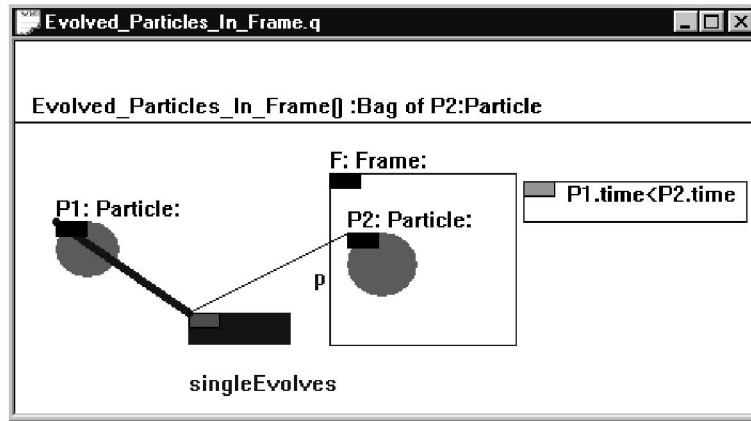 Evolved_Particles_In_Frame.q
Evolved_Particles_In_Frame() :Bag of P2:Particle
F: Frame:
P1.time<P2.time
P1: Particle:
P2: Particle:
p
singleEvolves